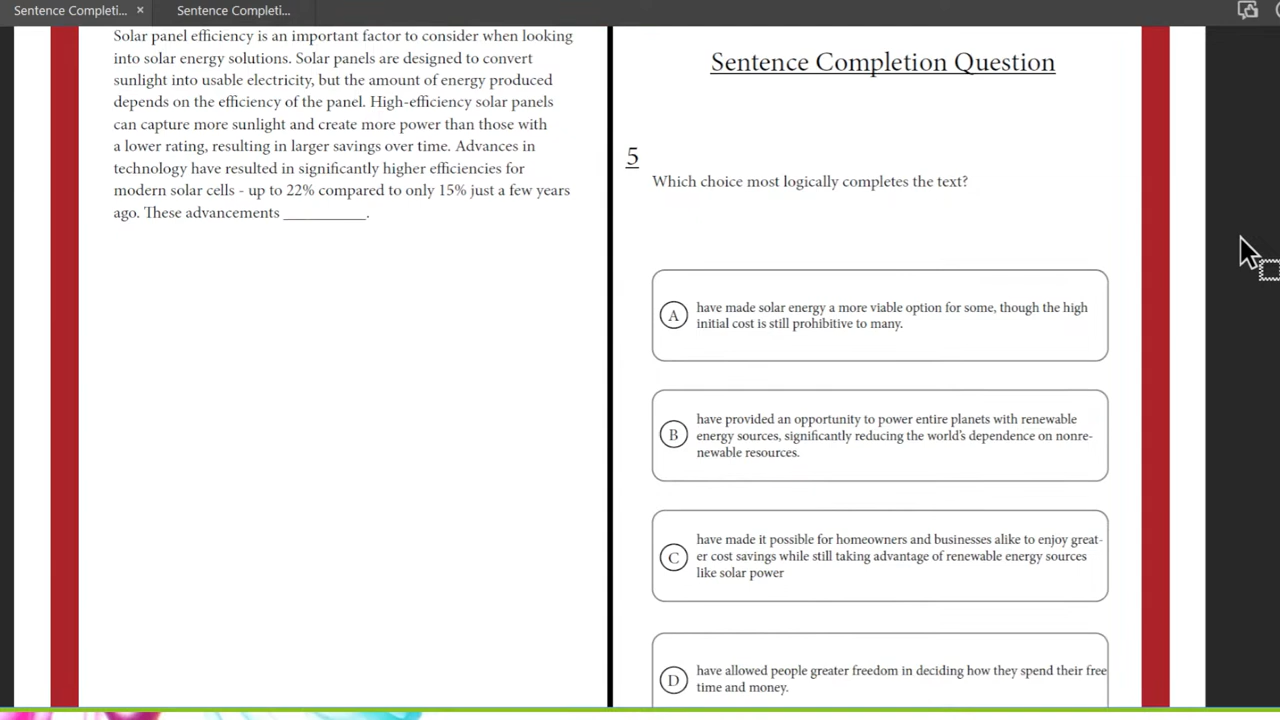 Sentence Completi... ×
Sentence Completi...
Solar panel efficiency is an important factor to consider when looking
into solar energy solutions. Solar panels are designed to convert
sunlight into usable electricity, but the amount of energy produced
depends on the efficiency of the panel. High-efficiency solar panels
can capture more sunlight and create more power than those with
a lower rating, resulting in larger savings over time. Advances in
technology have resulted in significantly higher efficiencies for
modern solar cells - up to 22% compared to only 15% just a few years
ago. These advancements __________.
Sentence Completion Question
5
Which choice most logically completes the text?
A
have made solar energy a more viable option for some, though the high
initial cost is still prohibitive to many.
B
have provided an opportunity to power entire planets with renewable
energy sources, significantly reducing the world's dependence on nonre-
newable resources.
C
have made it possible for homeowners and businesses alike to enjoy great-
er cost savings while still taking advantage of renewable energy sources
like solar power
D
have allowed people greater freedom in deciding how they spend their free
time and money.